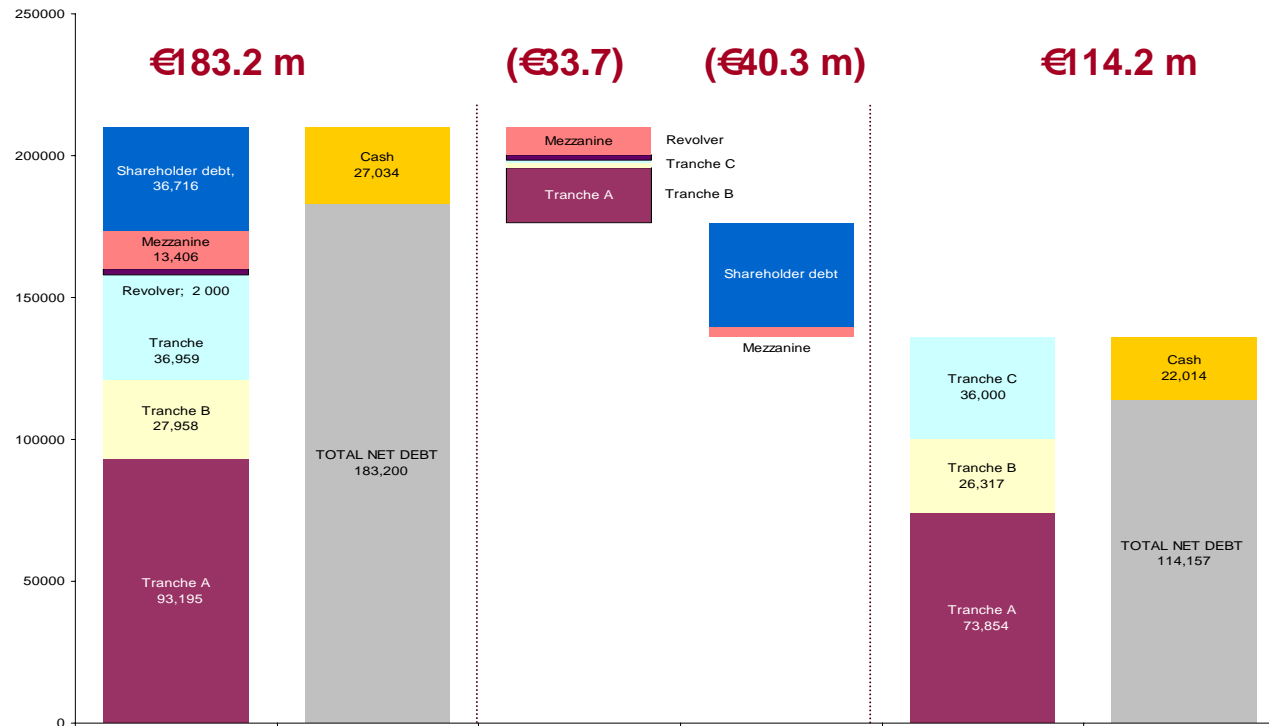 250000
200000
150000
100000
50000
0
€183.2 m
(€33.7)
(€40.3 m)
€114.2 m
Shareholder debt,
36,716
Mezzanine
13,406
Revolver; 2 000
Tranche
36,959
Tranche B
27,958
Tranche A
93,195
Cash
27,034
TOTAL NET DEBT
183,200
Mezzanine
Revolver
Tranche C
Tranche A
Tranche B
Shareholder debt
Mezzanine
Tranche C
36,000
Tranche B
26,317
Tranche A
73,854
Cash
22,014
TOTAL NET DEBT
114,157